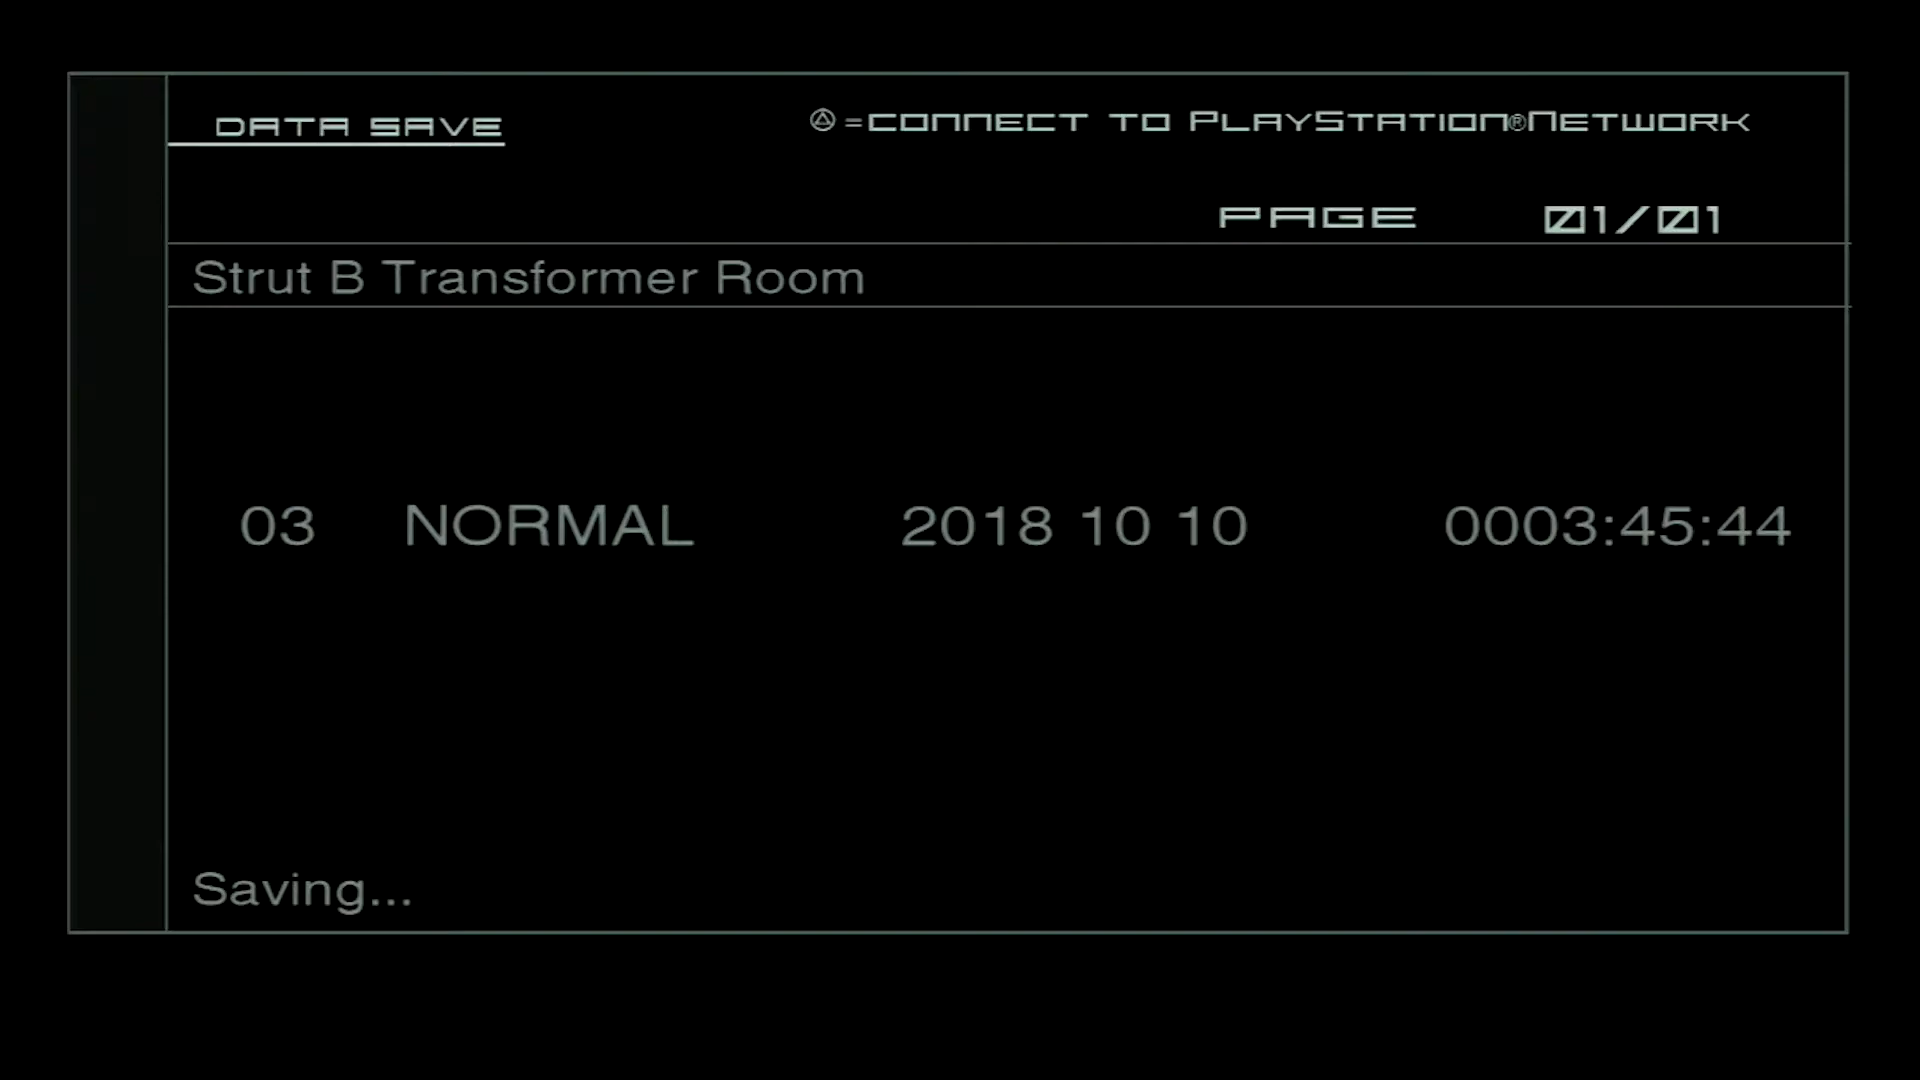 DATA SAVE
Ⓐ=CONNECT TO PLAYSTATION®NETWORK
PAGE 01/01
Strut B Transformer Room
03 NORMAL 2018 10 10 0003:45:44
Saving...